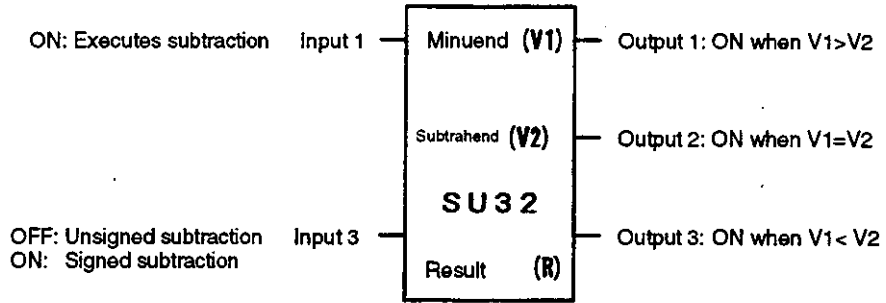 ON: Executes subtraction Input 1 Minuend (V1) Output 1: ON when V1>V2
Subtrahend (V2) Output 2: ON when V1=V2
SU32
OFF: Unsigned subtraction Input 3 Output 3: ON when V1< V2
ON: Signed subtraction
Result (R)